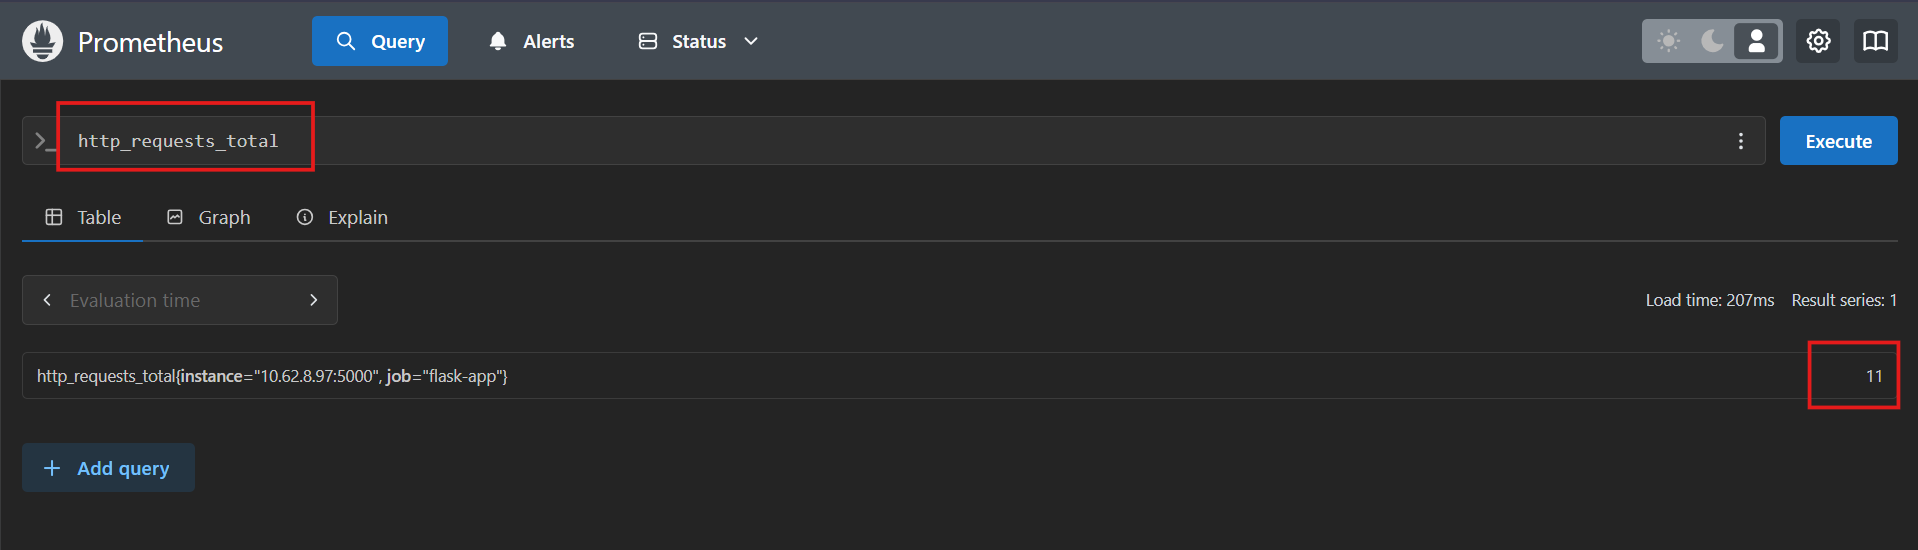 Prometheus Query Alerts Status
http_requests_total Execute
Table Graph Explain
Evaluation time Load time: 207ms Result series: 1
http_requests_total{instance="10.62.8.97:5000", job="flask-app"} 11
Add query